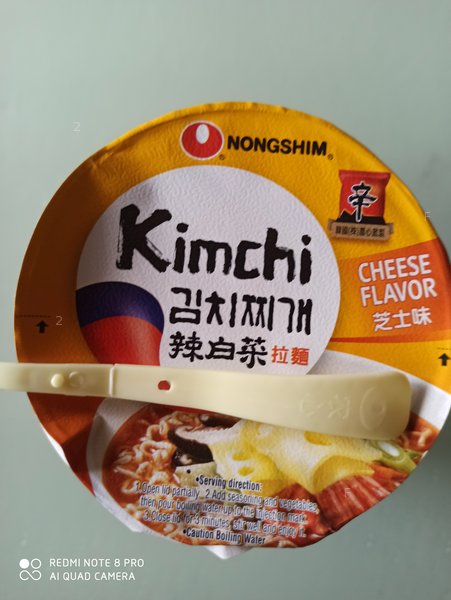 NONGSHIM
辛
Kimchi
김치찌개
辣白菜 拉麵
CHEESE
FLAVOR
芝士味
•Serving direction:
1.Open lid partially. 2.Add seasoning and vegetables,
then pour boiling water up to the injection mark.
3.Close lid for 3 minutes, stir well and enjoy it.
•Caution Boiling Water
REDMI NOTE 8 PRO
AI QUAD CAMERA